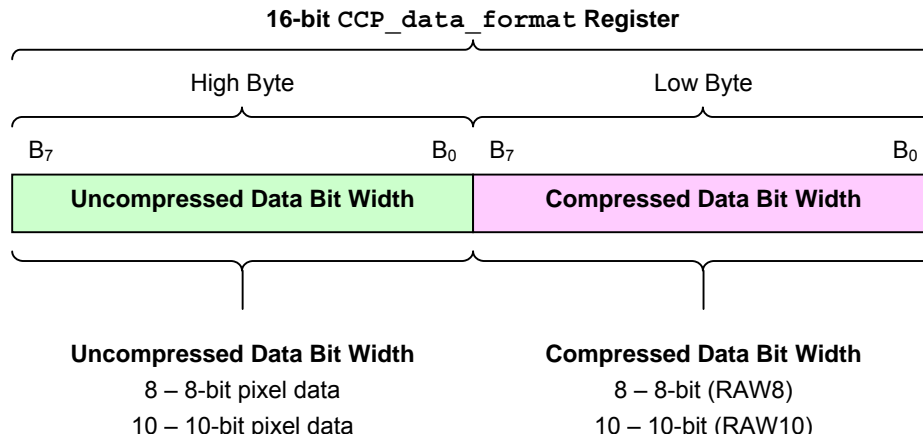 16-bit CCP_data_format Register
High Byte Low Byte
B₇ B₀ B₇ B₀
Uncompressed Data Bit Width Compressed Data Bit Width
Uncompressed Data Bit Width Compressed Data Bit Width
8 – 8-bit pixel data 8 – 8-bit (RAW8)
10 – 10-bit pixel data 10 – 10-bit (RAW10)